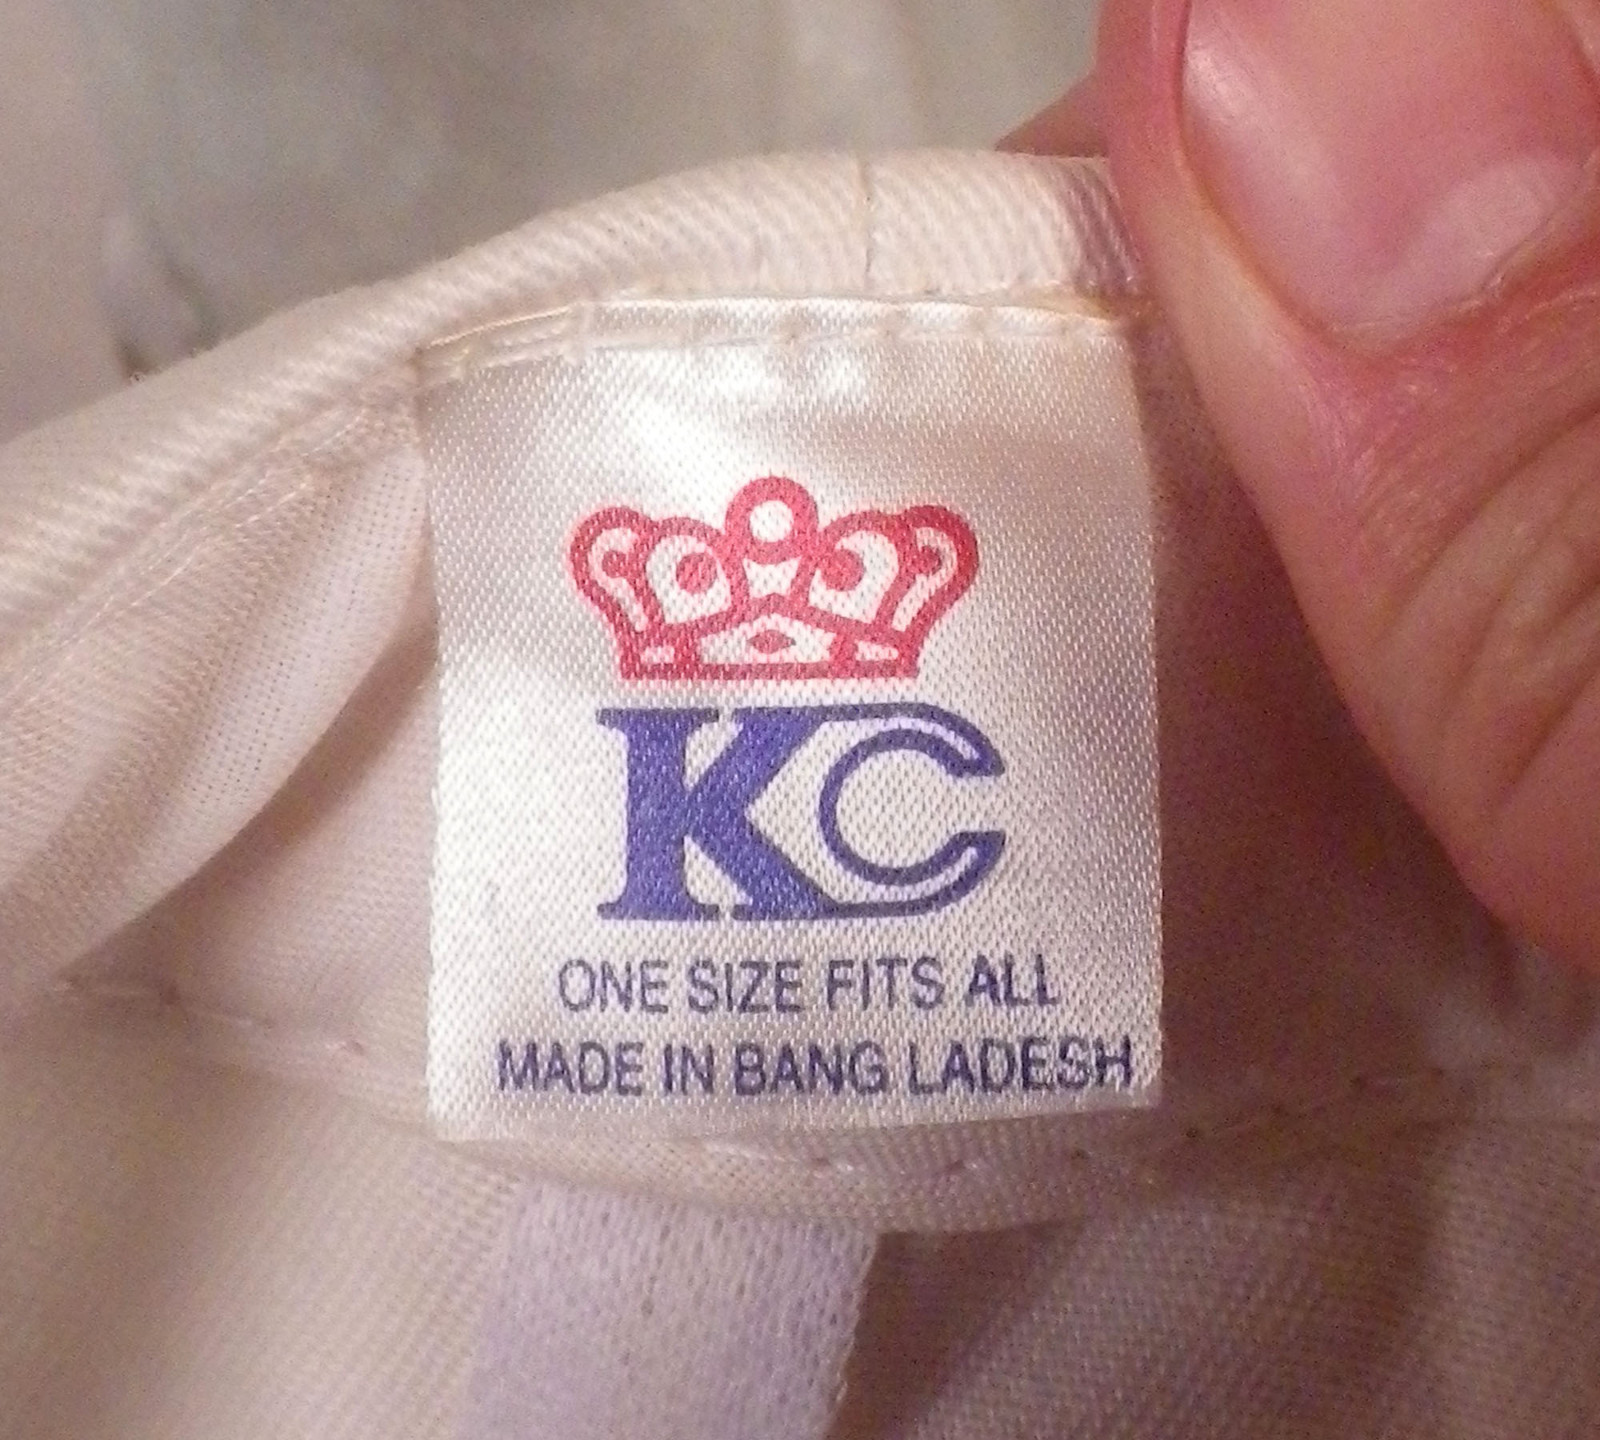 KC
ONE SIZE FITS ALL
MADE IN BANG LADESH